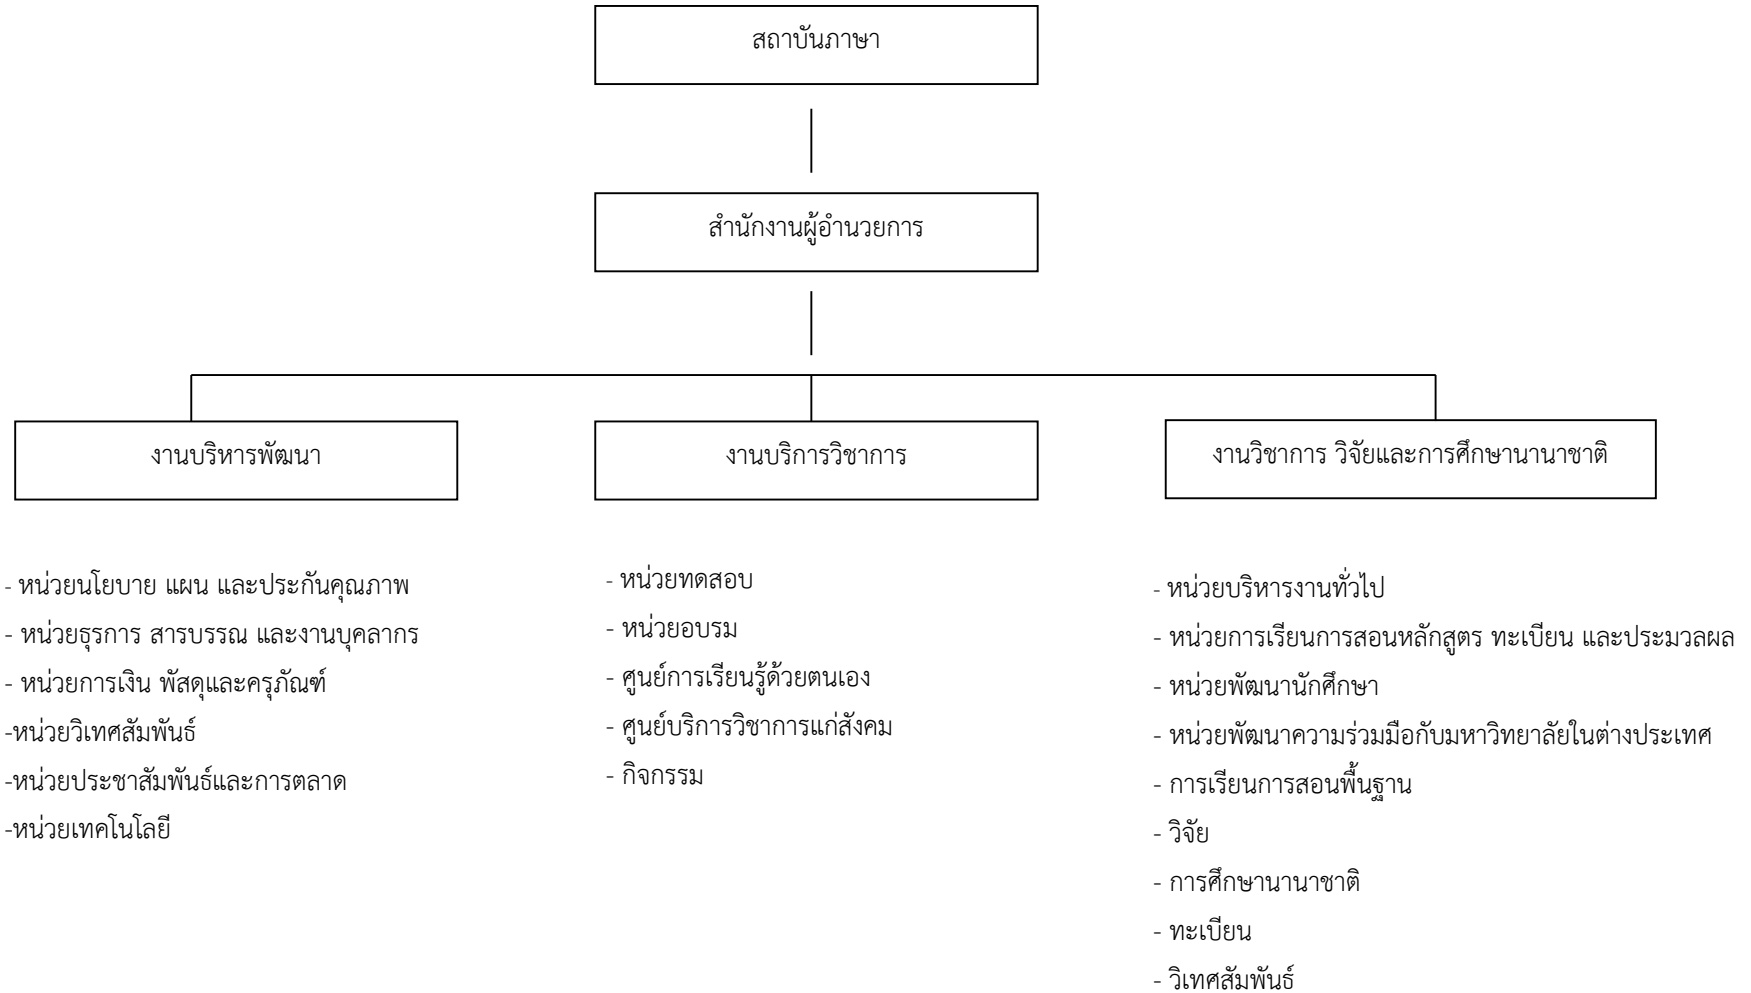 สถาบันภาษา
สำนักงานผู้อำนวยการ
งานบริหารพัฒนา
งานบริการวิชาการ
งานวิชาการ วิจัยและการศึกษานานาชาติ
- หน่วยนโยบาย แผน และประกันคุณภาพ
- หน่วยธุรการ สารบรรณ และงานบุคลากร
- หน่วยการเงิน พัสดุและครุภัณฑ์
-หน่วยวิเทศสัมพันธ์
-หน่วยประชาสัมพันธ์และการตลาด
-หน่วยเทคโนโลยี
- หน่วยทดสอบ
- หน่วยอบรม
- ศูนย์การเรียนรู้ด้วยตนเอง
- ศูนย์บริการวิชาการแก่สังคม
- กิจกรรม
- หน่วยบริหารงานทั่วไป
- หน่วยการเรียนการสอนหลักสูตร ทะเบียน และประมวลผล
- หน่วยพัฒนานักศึกษา
- หน่วยพัฒนาความร่วมมือกับมหาวิทยาลัยในต่างประเทศ
- การเรียนการสอนพื้นฐาน
- วิจัย
- การศึกษานานาชาติ
- ทะเบียน
- วิเทศสัมพันธ์